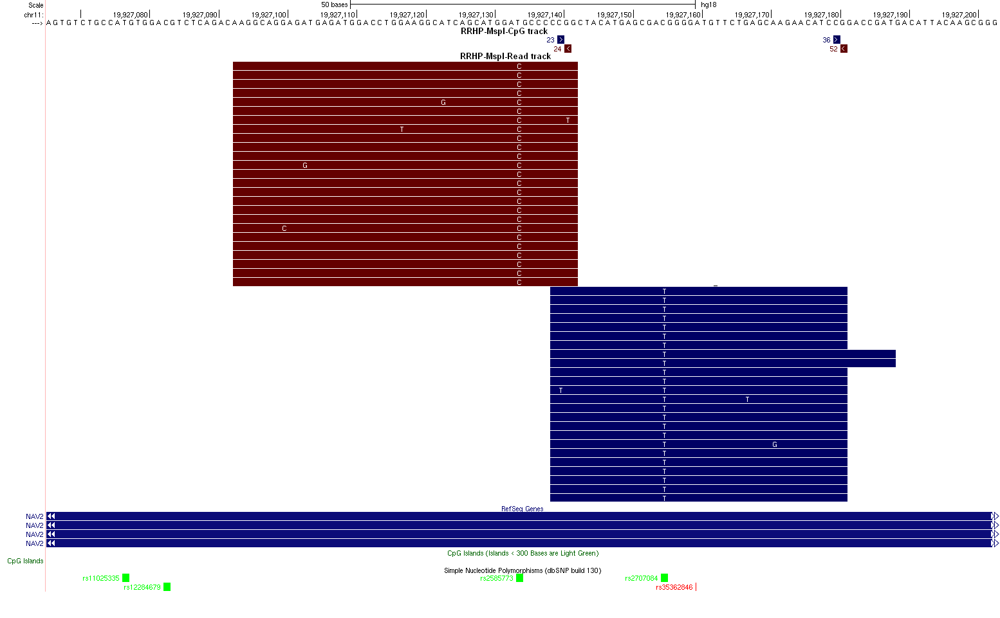 Scale 50 bases hg18
chr11: 19,927,080 19,927,090 19,927,100 19,927,110 19,927,120 19,927,130 19,927,140 19,927,150 19,927,160 19,927,170 19,927,180 19,927,190 19,927,200
---> A G T G T C T G C C A T G T G G A C G T C T C A G A C A A G G C A G G A G A T G A G A T G G A C C T G G A A G G C A T C A G C A T G G A T G C C C C C G G C T A C A T G A G C G A C G G G G A T G T T C T G A G C A A G A A C A T C C G G A C C G A T G A C A T T A C A A G C G G G
RRHP-MspI-CpG track
23 > 36 >
24 < 52 <
RRHP-MspI-Read track
C
C
C
C
G C
C
C T
T C
C
C
C
G C
C
C
C
C
C
C
C C
C
C
C
C
C
C
T
T
T
T
T
T
T
T
T
T
T
T T
T T
T
T
T
T
T G
T
T
T
T
T
T
RefSeq Genes
NAV2
NAV2
NAV2
NAV2
CpG Islands (Islands < 300 Bases are Light Green)
CpG Islands
Simple Nucleotide Polymorphisms (dbSNP build 130)
rs11025335 rs2585773 rs2707084
rs12284679 rs35362846